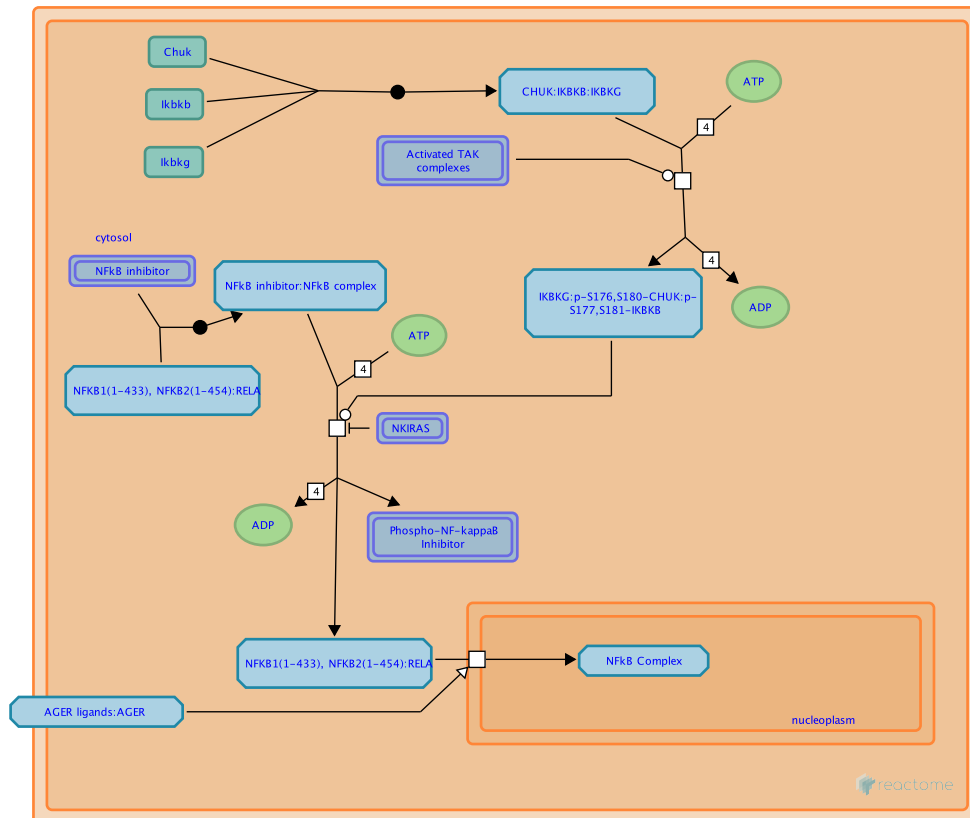 Chuk
CHUK:IKBKB:IKBKG
ATP
Ikbkb
4
Activated TAK
complexes
Ikbkg
cytosol
4
NFkB inhibitor
NFkB inhibitor:NFkB complex
IKBKG:p-S176,S180-CHUK:p-
S177,S181-IKBKB
ADP
ATP
4
NFKB1(1-433), NFKB2(1-454):RELA
NKIRAS
4
ADP
Phospho-NF-kappaB
Inhibitor
NFKB1(1-433), NFKB2(1-454):RELA
NFkB Complex
AGER ligands:AGER
nucleoplasm
reactome